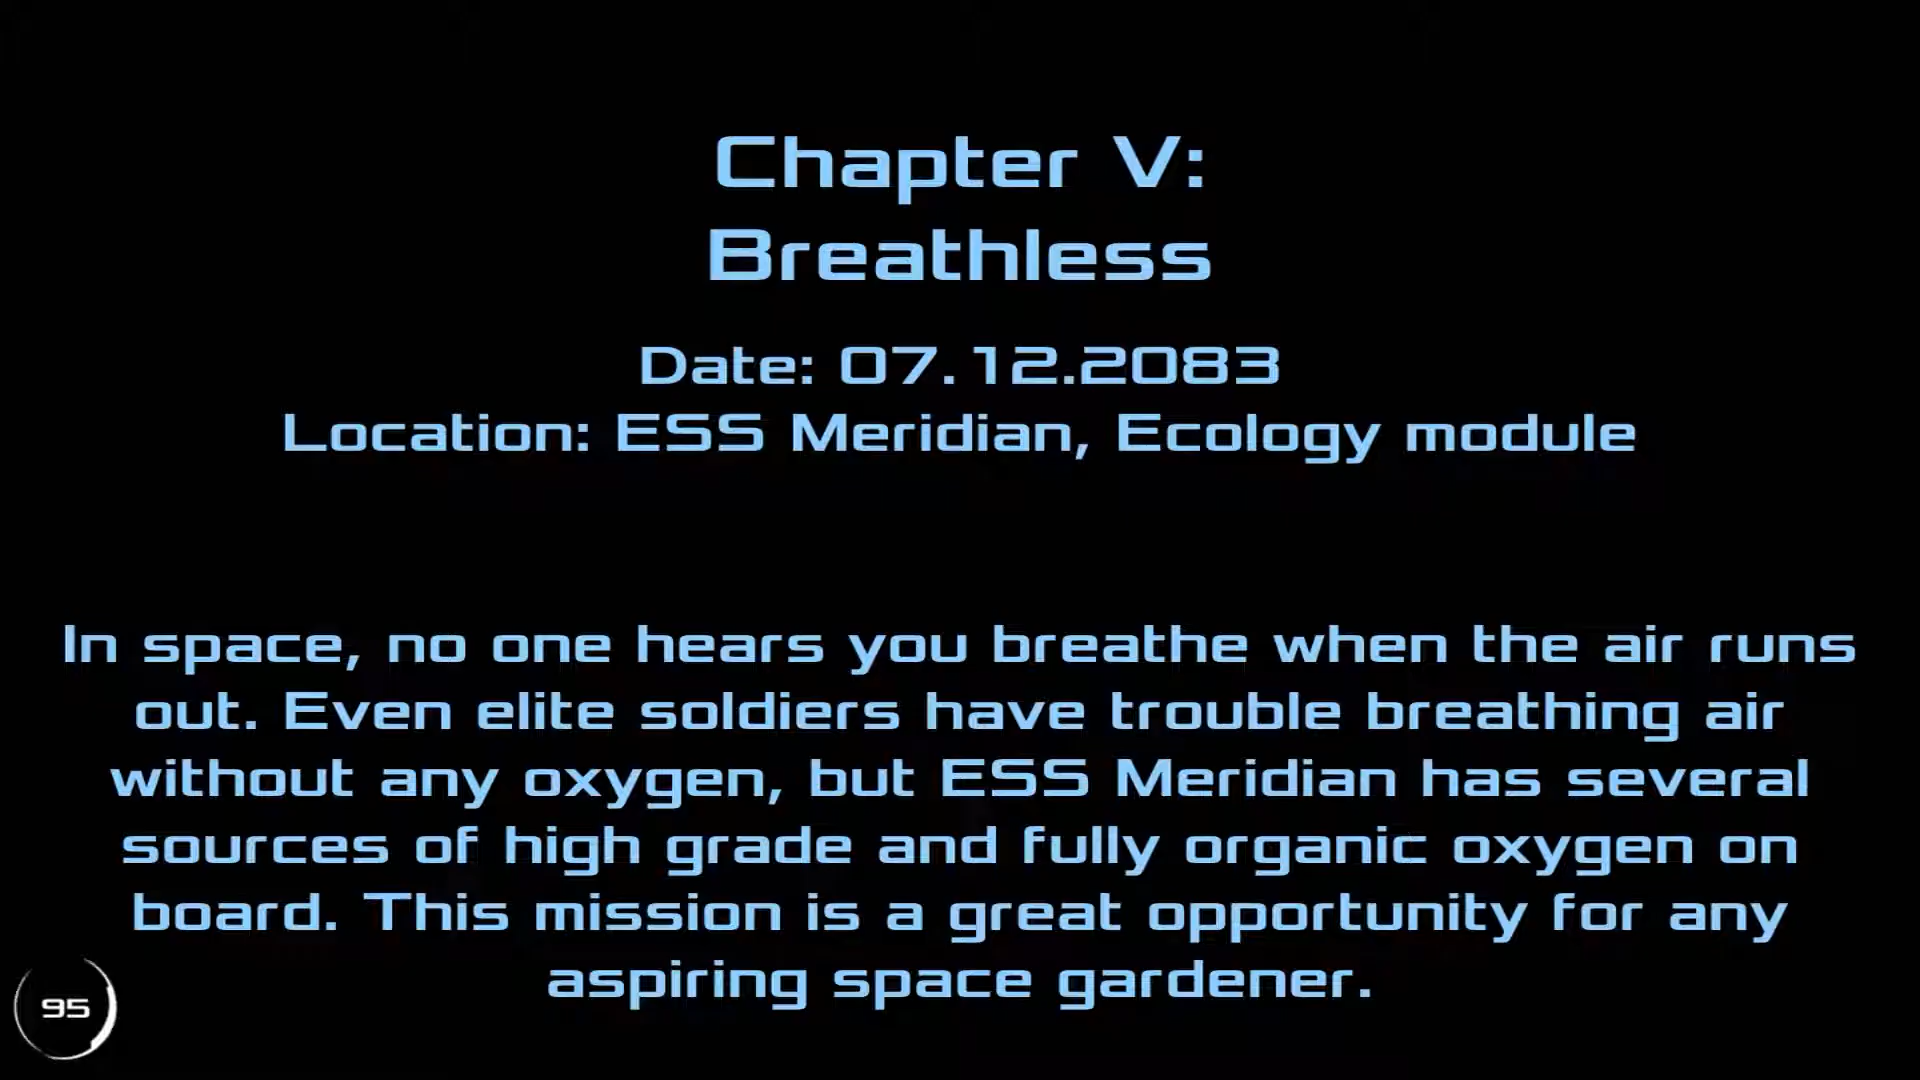 Chapter V:
Breathless
Date: 07.12.2083
Location: ESS Meridian, Ecology module
In space, no one hears you breathe when the air runs
out. Even elite soldiers have trouble breathing air
without any oxygen, but ESS Meridian has several
sources of high grade and fully organic oxygen on
board. This mission is a great opportunity for any
aspiring space gardener.
95